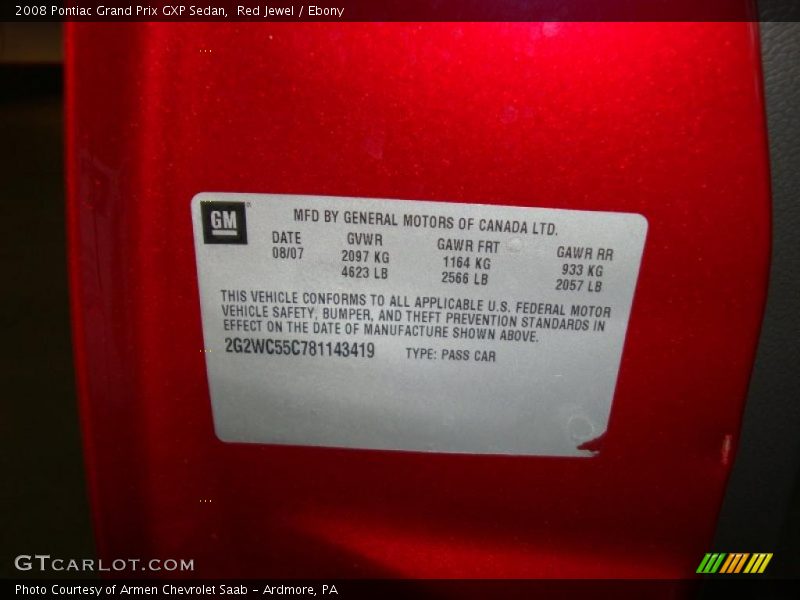 2008 Pontiac Grand Prix GXP Sedan,  Red Jewel / Ebony
GM
MFD BY GENERAL MOTORS OF CANADA LTD.
DATE GVWR GAWR FRT GAWR RR
08/07 2097 KG 1164 KG 933 KG
4623 LB 2566 LB 2057 LB
THIS VEHICLE CONFORMS TO ALL APPLICABLE U.S. FEDERAL MOTOR
VEHICLE SAFETY, BUMPER, AND THEFT PREVENTION STANDARDS IN
EFFECT ON THE DATE OF MANUFACTURE SHOWN ABOVE.
2G2WC55C781143419 TYPE: PASS CAR
GTCARLOT.COM
Photo Courtesy of Armen Chevrolet Saab - Ardmore, PA